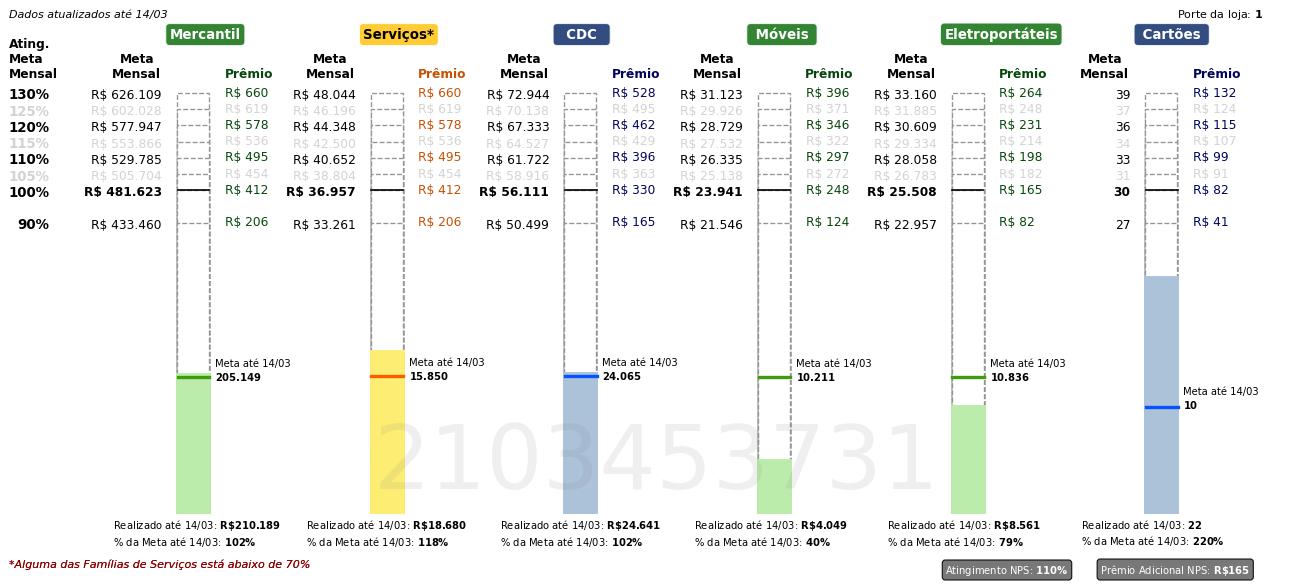 Dados atualizados até 14/03 Porte da loja: 1
Mercantil Serviços* CDC Móveis Eletroportáteis Cartões
Ating.
Meta Meta Meta Meta Meta Meta Meta
Mensal Mensal Prêmio Mensal Prêmio Mensal Prêmio Mensal Prêmio Mensal Prêmio Mensal Prêmio
130% R$ 626.109 R$ 660 R$ 48.044 R$ 660 R$ 72.944 R$ 528 R$ 31.123 R$ 396 R$ 33.160 R$ 264 39 R$ 132
125% R$ 602.028 R$ 619 R$ 46.196 R$ 619 R$ 70.138 R$ 495 R$ 29.926 R$ 371 R$ 31.885 R$ 248 37 R$ 124
120% R$ 577.947 R$ 578 R$ 44.348 R$ 578 R$ 67.333 R$ 462 R$ 28.729 R$ 346 R$ 30.609 R$ 231 36 R$ 115
115% R$ 553.866 R$ 536 R$ 42.500 R$ 536 R$ 64.527 R$ 429 R$ 27.532 R$ 322 R$ 29.334 R$ 214 34 R$ 107
110% R$ 529.785 R$ 495 R$ 40.652 R$ 495 R$ 61.722 R$ 396 R$ 26.335 R$ 297 R$ 28.058 R$ 198 33 R$ 99
105% R$ 505.704 R$ 454 R$ 38.804 R$ 454 R$ 58.916 R$ 363 R$ 25.138 R$ 272 R$ 26.783 R$ 182 31 R$ 91
100% R$ 481.623 R$ 412 R$ 36.957 R$ 412 R$ 56.111 R$ 330 R$ 23.941 R$ 248 R$ 25.508 R$ 165 30 R$ 82
90% R$ 433.460 R$ 206 R$ 33.261 R$ 206 R$ 50.499 R$ 165 R$ 21.546 R$ 124 R$ 22.957 R$ 82 27 R$ 41
Meta até 14/03 Meta até 14/03 Meta até 14/03 Meta até 14/03 Meta até 14/03
205.149 15.850 24.065 10.211 10.836
Meta até 14/03
10
2103453731
Realizado até 14/03: R$210.189 Realizado até 14/03: R$18.680 Realizado até 14/03: R$24.641 Realizado até 14/03: R$4.049 Realizado até 14/03: R$8.561 Realizado até 14/03: 22
% da Meta até 14/03: 102% % da Meta até 14/03: 118% % da Meta até 14/03: 102% % da Meta até 14/03: 40% % da Meta até 14/03: 79% % da Meta até 14/03: 220%
*Alguma das Famílias de Serviços está abaixo de 70% Atingimento NPS: 110% Prêmio Adicional NPS: R$165